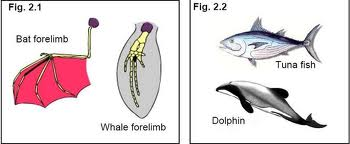 Fig. 2.1
Bat forelimb
Whale forelimb
Fig. 2.2
Tuna fish
Dolphin